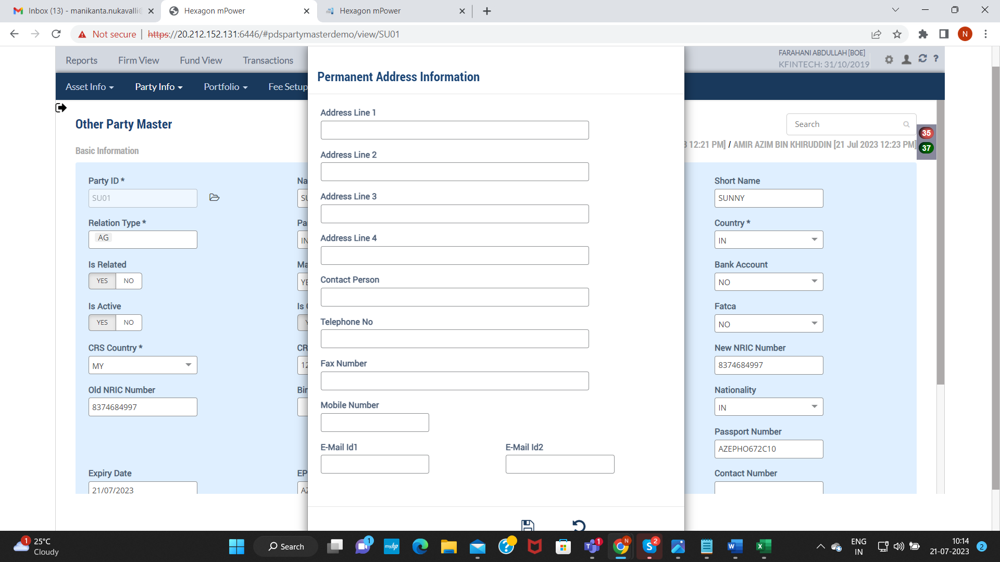 Inbox (13) - manikanta.nukavalli@
Hexagon mPower
Hexagon mPower
Not secure
https://20.212.152.131:6446/#pdspartymasterdemo/view/SU01
N
Reports
Firm View
Fund View
Transactions
FARAHANI ABDULLAH [BOE]
KFINTECH: 31/10/2019
?
Asset Info
Party Info
Portfolio
Fee Setup
Permanent Address Information
Other Party Master
Search
Basic Information
12:21 PM] / AMIR AZIM BIN KHIRUDDIN [21 Jul 2023 12:23 PM]
35
37
Party ID *
SU01
Na
SU
Short Name
SUNNY
Relation Type *
AG
Pa
IN
Country *
IN
Is Related
YES
NO
Ma
YE
Bank Account
NO
Is Active
YES
NO
Is
Fatca
NO
CRS Country *
MY
CR
12
New NRIC Number
8374684997
Old NRIC Number
8374684997
Bir
Nationality
IN
Passport Number
AZEPHO672C10
Expiry Date
21/07/2023
EP
AZ
Contact Number
Address Line 1
Address Line 2
Address Line 3
Address Line 4
Contact Person
Telephone No
Fax Number
Mobile Number
E-Mail Id1
E-Mail Id2
1
25°C
Cloudy
Search
1
myhp
1
N
S
2
W
X
ENG
IN
10:14
21-07-2023
2